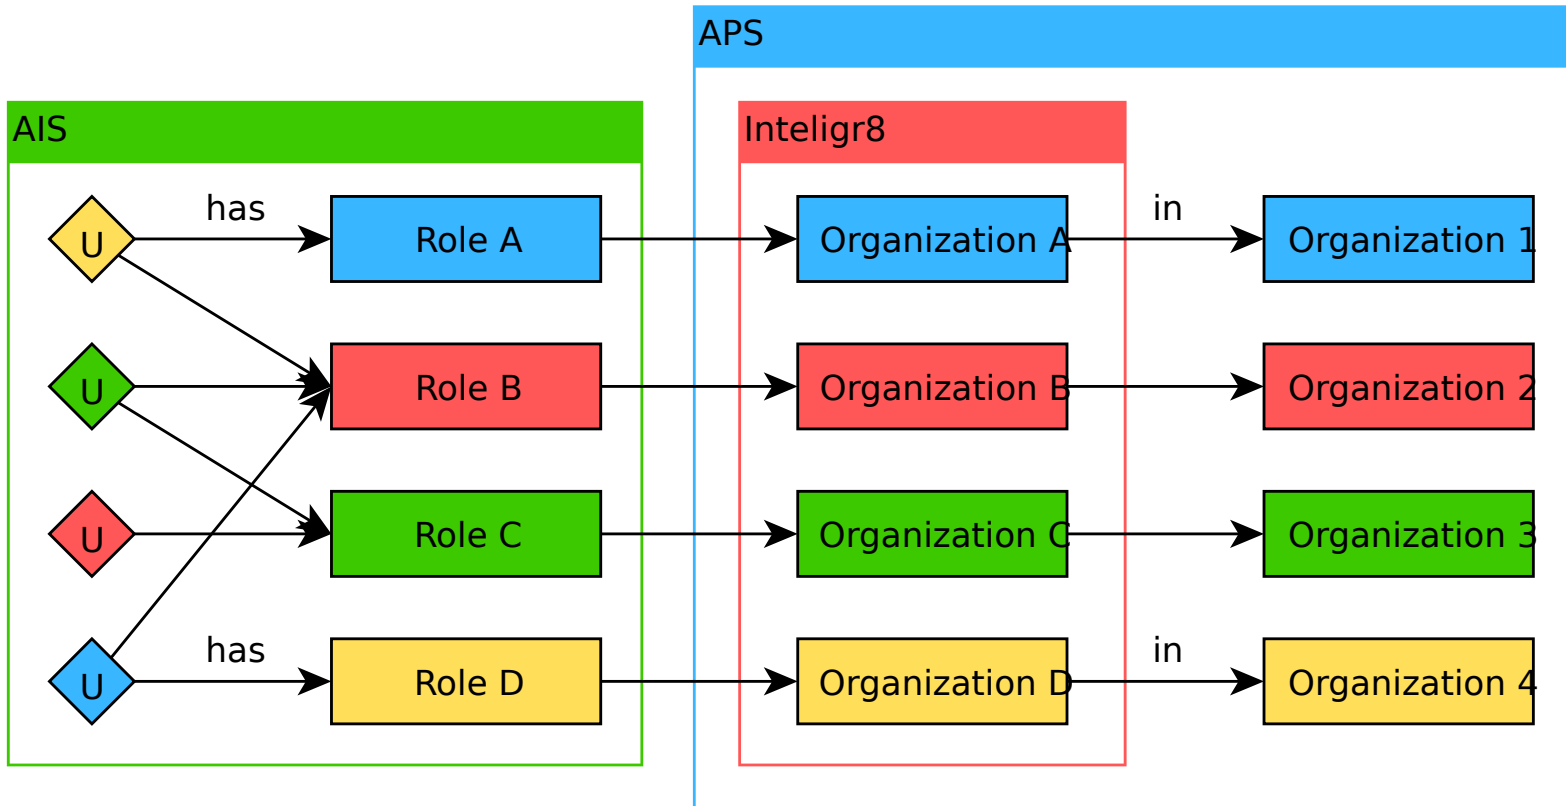 APS
AIS
Inteligr8
U
has
Role A
Organization A
in
Organization 1
U
Role B
Organization B
Organization 2
U
Role C
Organization C
Organization 3
U
has
Role D
Organization D
in
Organization 4